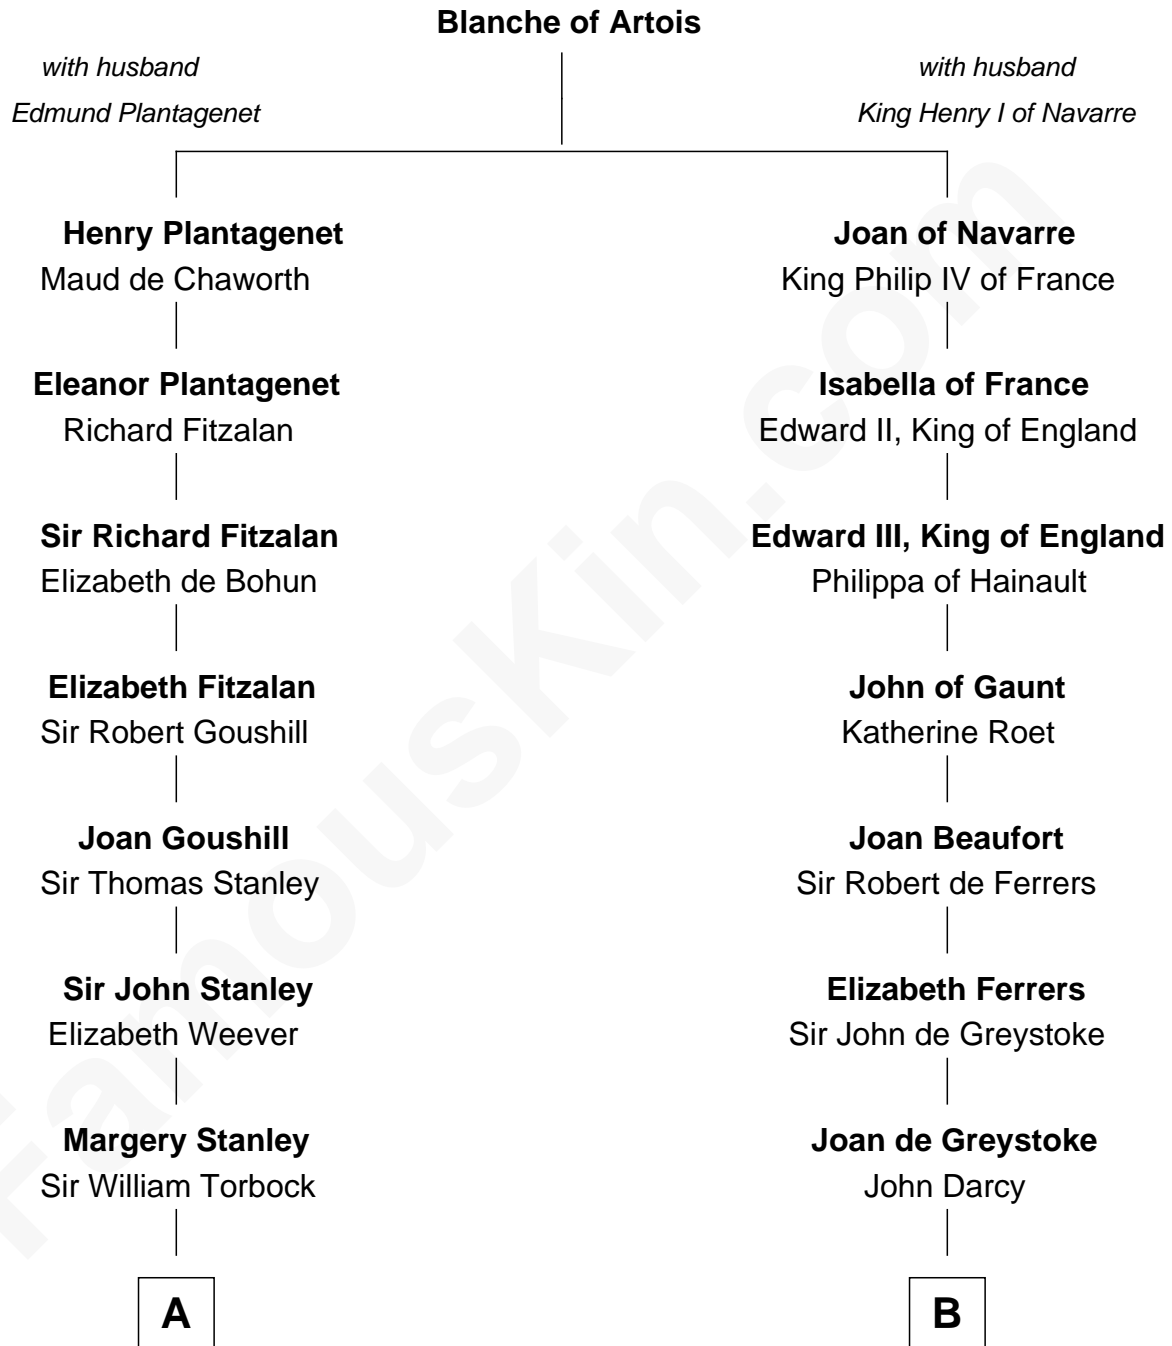 Blanche of Artois
with husband
Edmund Plantagenet
with husband
King Henry I of Navarre
Henry Plantagenet
Maud de Chaworth
Joan of Navarre
King Philip IV of France
Eleanor Plantagenet
Richard Fitzalan
Isabella of France
Edward II, King of England
Sir Richard Fitzalan
Elizabeth de Bohun
Edward III, King of England
Philippa of Hainault
Elizabeth Fitzalan
Sir Robert Goushill
John of Gaunt
Katherine Roet
Joan Goushill
Sir Thomas Stanley
Joan Beaufort
Sir Robert de Ferrers
Sir John Stanley
Elizabeth Weever
Elizabeth Ferrers
Sir John de Greystoke
Margery Stanley
Sir William Torbock
Joan de Greystoke
John Darcy
A
B
FamousKin.com